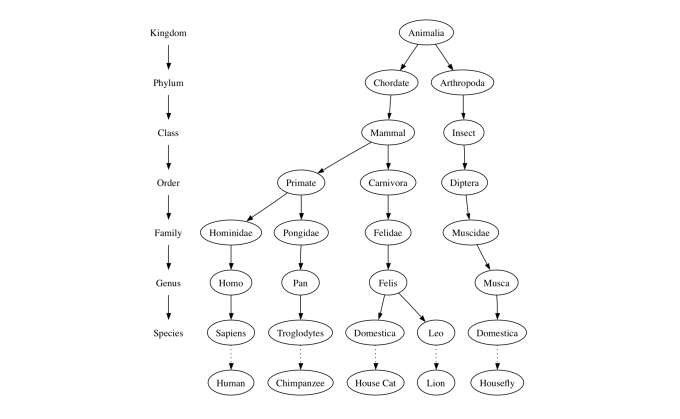 Kingdom Animalia
Phylum Chordate Arthropoda
Class Mammal Insect
Order Primate Carnivora Diptera
Family Hominidae Pongidae Felidae Muscidae
Genus Homo Pan Felis Musca
Species Sapiens Troglodytes Domestica Leo Domestica
Human Chimpanzee House Cat Lion Housefly